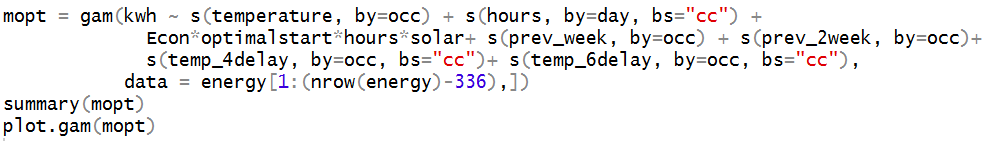 mopt = gam(kwh ~ s(temperature, by=occ) + s(hours, by=day, bs="cc") +
Econ*optimalstart*hours*solar+ s(prev_week, by=occ) + s(prev_2week, by=occ)+
s(temp_4delay, by=occ, bs="cc")+ s(temp_6delay, by=occ, bs="cc"),
data = energy[1:(nrow(energy)-336),])
summary(mopt)
plot.gam(mopt)